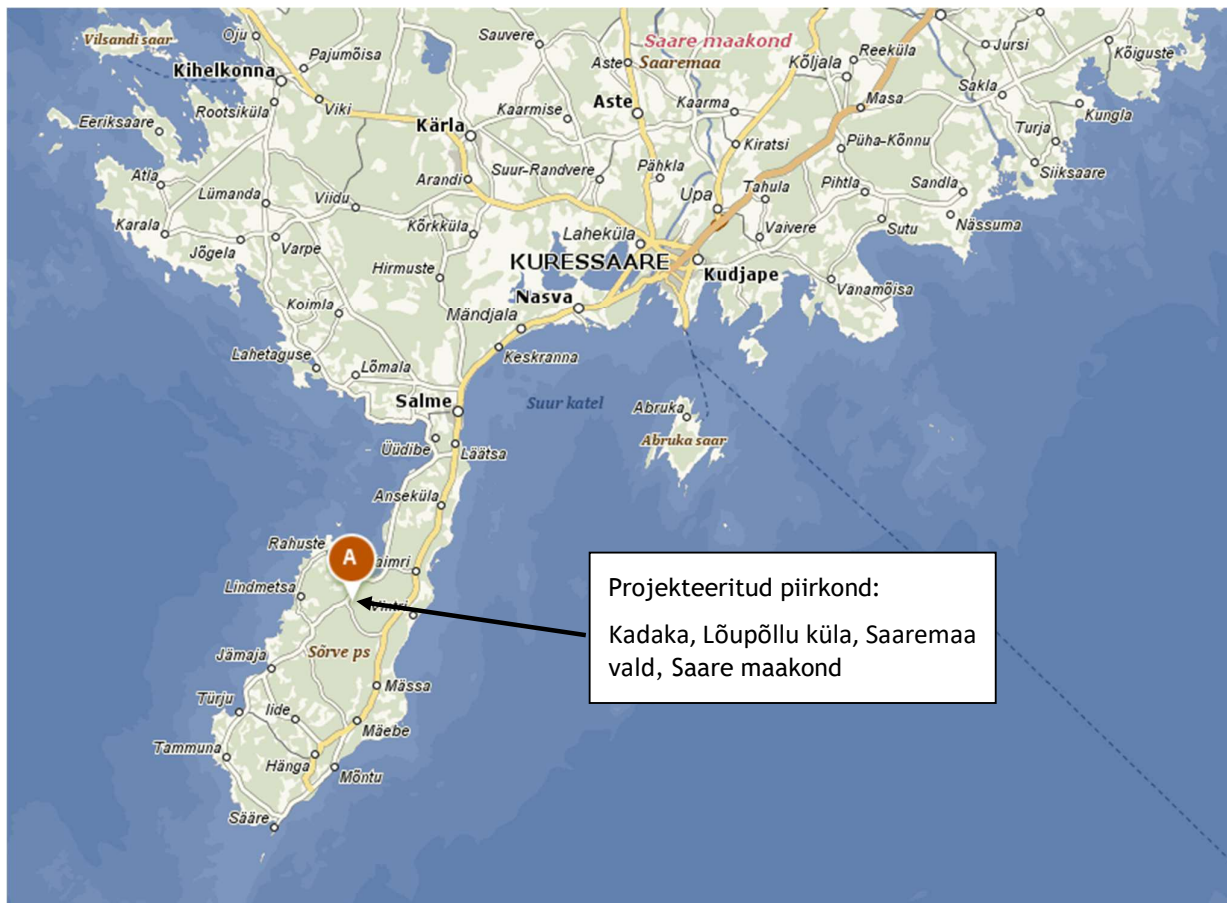 Vilsandi saar
Oju
Pajumõisa
Sauvere
Saare maakond
Saaremaa
Reeküla
Jursi
Kõiguste
Kihelkonna
Aste
Kõljala
Sakla
Rootsiküla
Viki
Kaarmise
Aste
Kaarma
Masa
Kungla
Eeriksaare
Kärla
Kiratsi
Püha-Kõnnu
Turja
Atla
Arandi
Suur-Randvere
Pähkla
Siiksaare
Lümanda
Viidu
Upa
Tahula
Pihtla
Sandla
Karala
Kõrkküla
Laheküla
Vaivere
Sutu
Nässuma
Jõgela
Varpe
KURESSAARE
Kudjape
Hirmuste
Nasva
Vanamõisa
Koimla
Mändjala
Lahetaguse
Lõmala
Keskranna
Salme
Suur katel
Abruka
Üüdibe
Läätsa
Abruka saar
Anseküla
Rahuste
A
aimri
Lindmetsa
Projekteeritud piirkond:
Kadaka, Lõupõllu küla, Saaremaa
vald, Saare maakond
Sõrve ps
Jämaja
Mässa
Türju
Iide
Mäebe
Tammuna
Hänga
Mõntu
Sääre